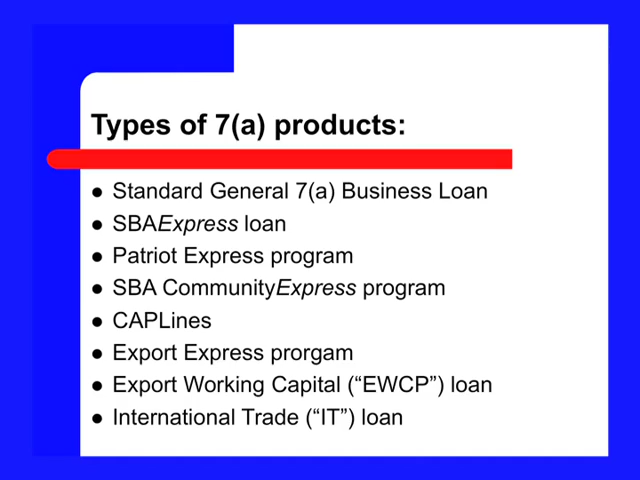 Types of 7(a) products:
● Standard General 7(a) Business Loan
● SBAExpress loan
● Patriot Express program
● SBA CommunityExpress program
● CAPLines
● Export Express prorgam
● Export Working Capital (“EWCP”) loan
● International Trade (“IT”) loan